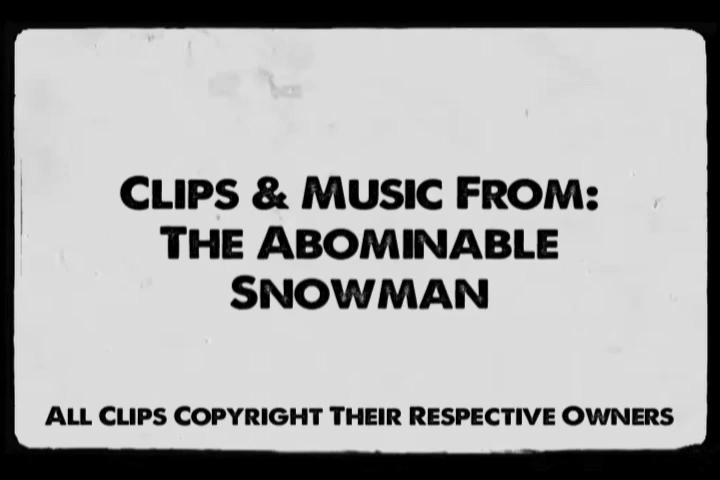 CLIPS & MUSIC FROM:
THE ABOMINABLE
SNOWMAN
ALL CLIPS COPYRIGHT THEIR RESPECTIVE OWNERS